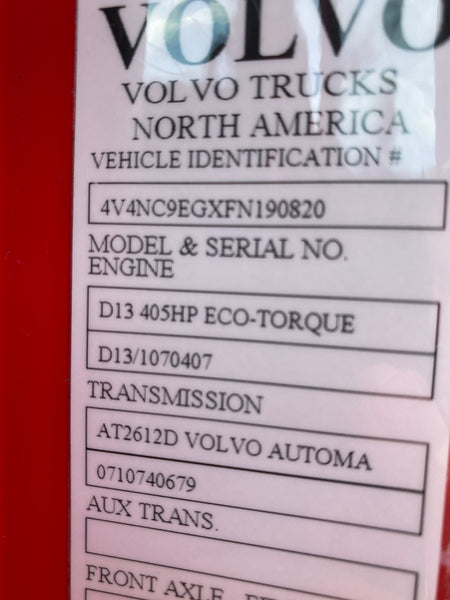 VOLVO
VOLVO TRUCKS
NORTH AMERICA
VEHICLE IDENTIFICATION #
4V4NC9EGXFN190820
MODEL & SERIAL NO.
ENGINE
D13 405HP ECO-TORQUE
D13/1070407
TRANSMISSION
AT2612D VOLVO AUTOMA
0710740679
AUX TRANS.
FRONT AXLE